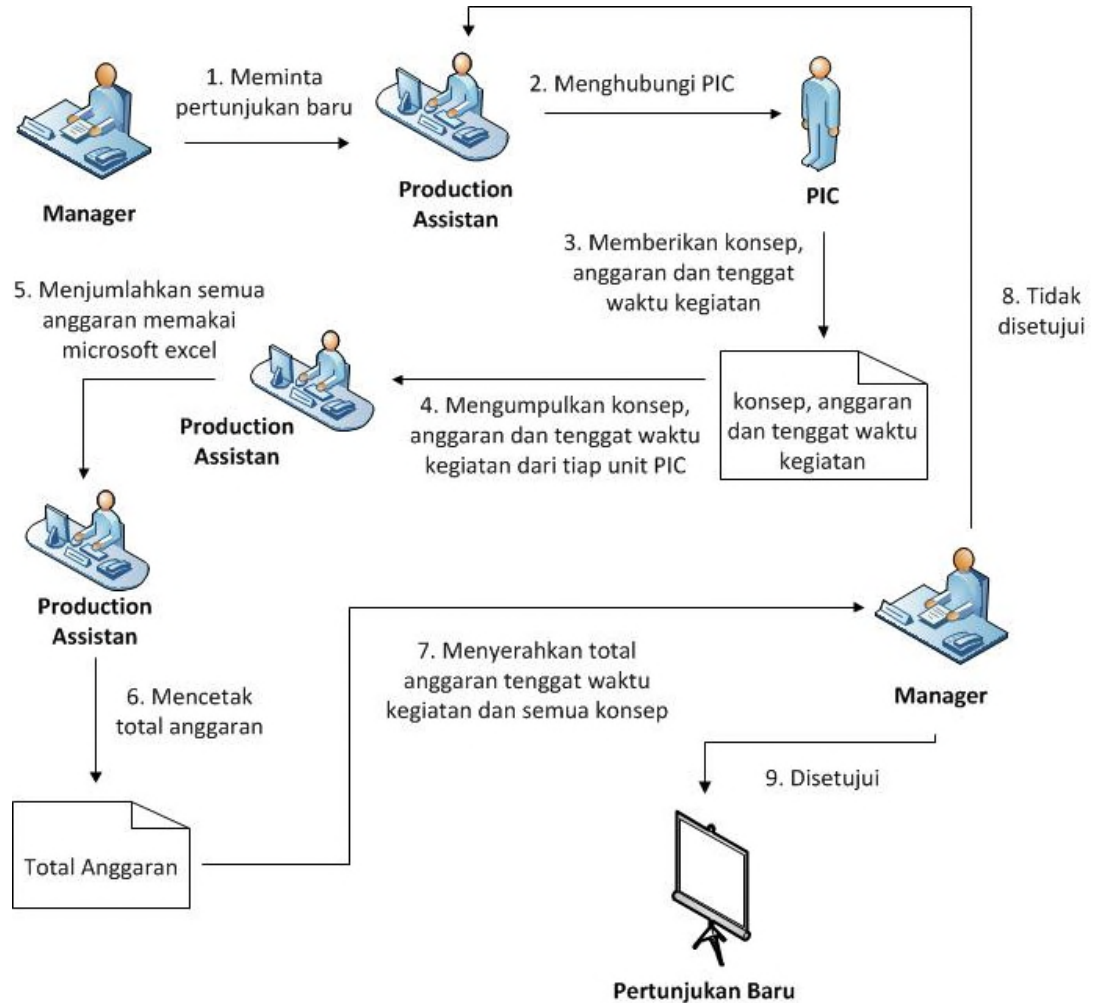 1. Meminta
pertunjukan baru
2. Menghubungi PIC
Manager
Production
Assistan
PIC
3. Memberikan konsep,
anggaran dan tenggat
waktu kegiatan
8. Tidak
disetujui
5. Menjumlahkan semua
anggaran memakai
microsoft excel
konsep, anggaran
dan tenggat waktu
kegiatan
4. Mengumpulkan konsep,
anggaran dan tenggat waktu
kegiatan dari tiap unit PIC
Production
Assistan
Production
Assistan
7. Menyerahkan total
anggaran tenggat waktu
kegiatan dan semua konsep
Manager
6. Mencetak
total anggaran
9. Disetujui
Total Anggaran
Pertunjukan Baru